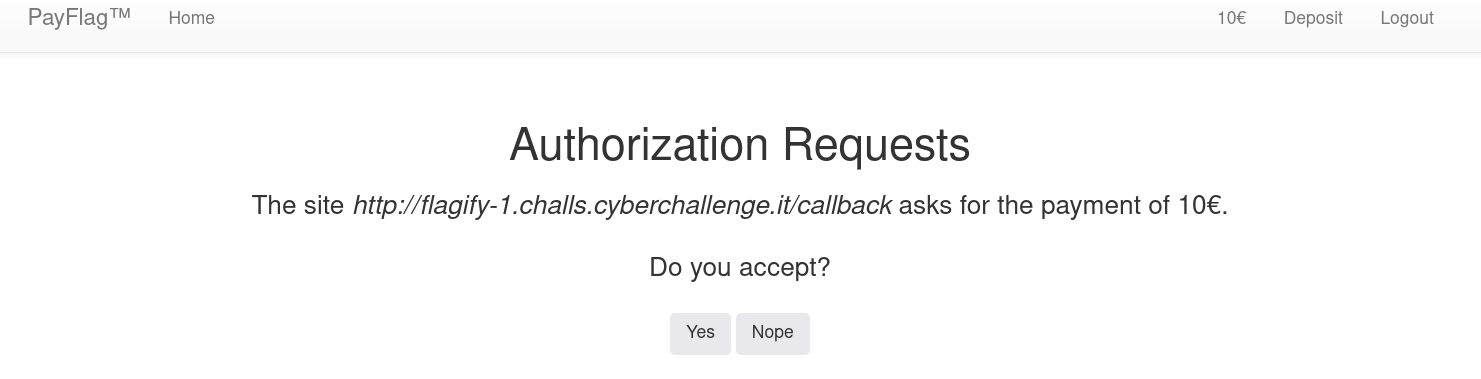 PayFlag™ Home 10€ Deposit Logout
Authorization Requests
The site http://flagify-1.challs.cyberchallenge.it/callback asks for the payment of 10€.
Do you accept?
Yes Nope